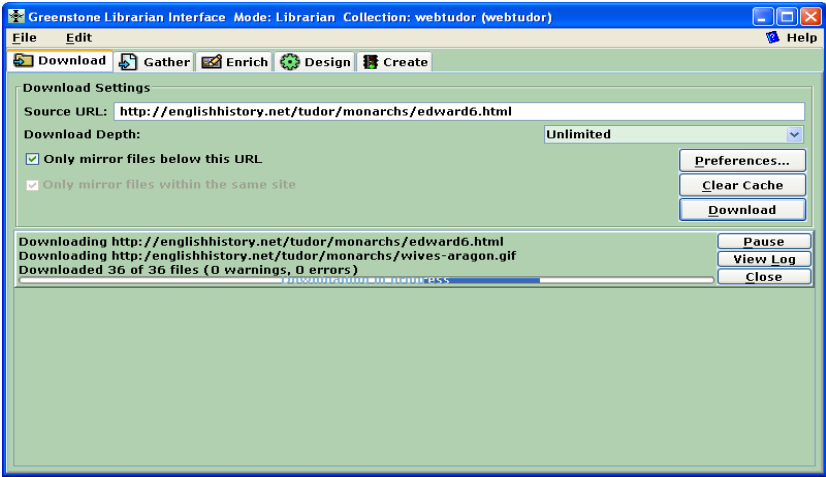 Greenstone Librarian Interface  Mode: Librarian  Collection: webtudor (webtudor)
File Edit Help
Download Gather Enrich Design Create
Download Settings
Source URL: http://englishhistory.net/tudor/monarchs/edward6.html
Download Depth: Unlimited
Only mirror files below this URL
Preferences...
Only mirror files within the same site
Clear Cache
Download
Downloading http://englishhistory.net/tudor/monarchs/edward6.html
Pause
Downloading http:/englishhistory.net/tudor/monarchs/wives-aragon.gif
View Log
Downloaded 36 of 36 files (0 warnings, 0 errors)
Close